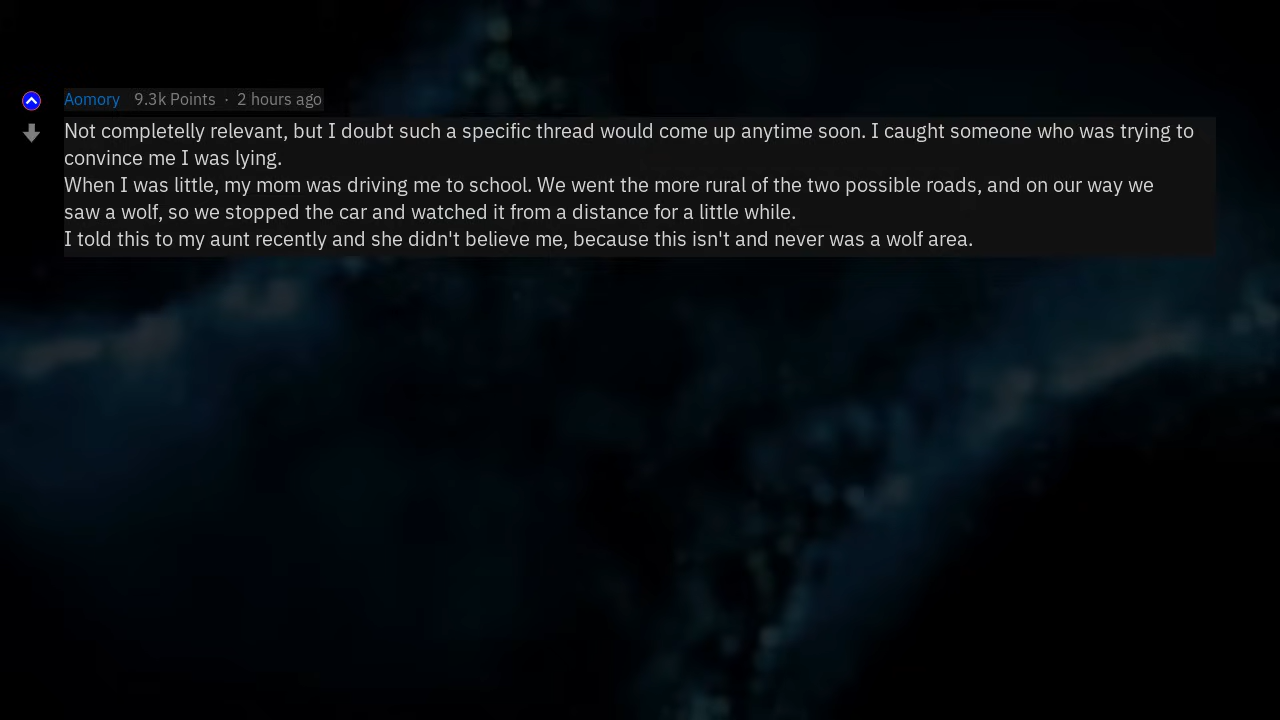 Aomory 9.3k Points · 2 hours ago
Not completelly relevant, but I doubt such a specific thread would come up anytime soon. I caught someone who was trying to
convince me I was lying.
When I was little, my mom was driving me to school. We went the more rural of the two possible roads, and on our way we
saw a wolf, so we stopped the car and watched it from a distance for a little while.
I told this to my aunt recently and she didn't believe me, because this isn't and never was a wolf area.